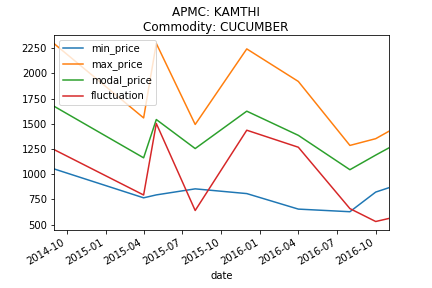 APMC: KAMTHI
Commodity: CUCUMBER
min_price
max_price
modal_price
fluctuation
2250
2000
1750
1500
1250
1000
750
500
2014-10
2015-01
2015-04
2015-07
2015-10
2016-01
2016-04
2016-07
2016-10
date